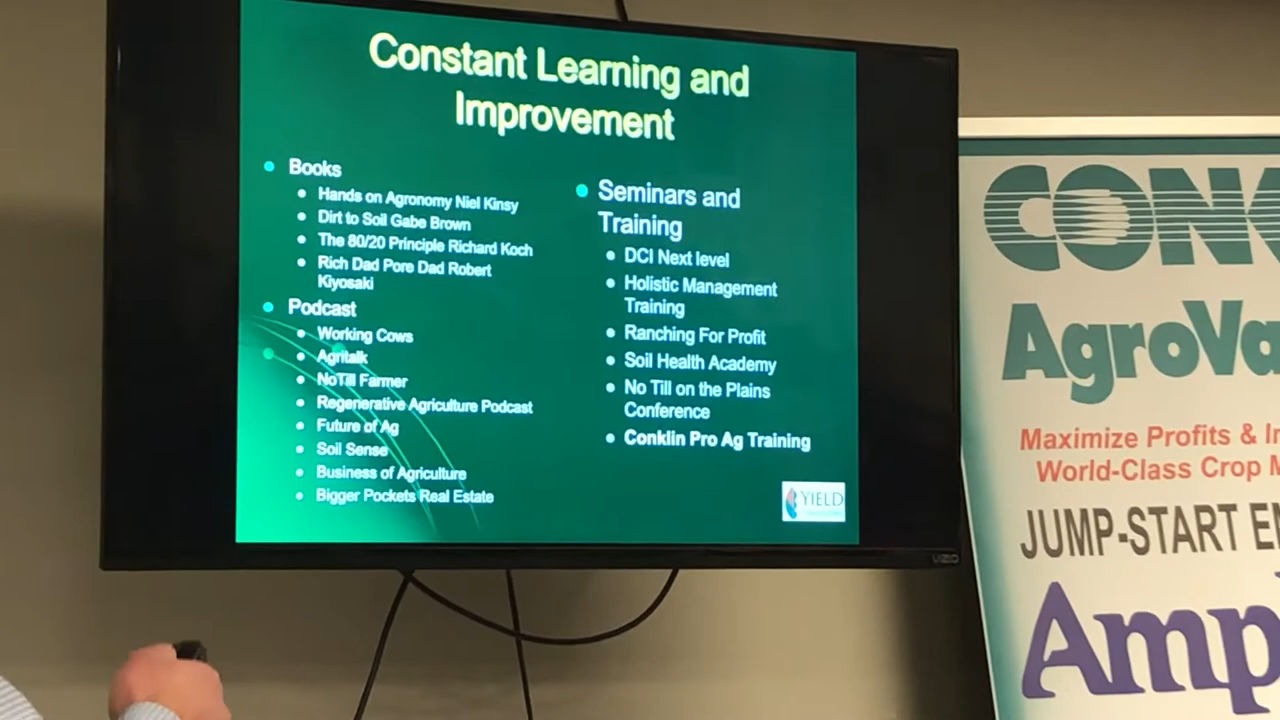 Constant Learning and
Improvement
Books
Hands on Agronomy Niel Kinsy
Dirt to Soil Gabe Brown
The 80/20 Principle Richard Koch
Rich Dad Pore Dad Robert
Kiyosaki
Podcast
Working Cows
Agritalk
NoTill Farmer
Regenerative Agriculture Podcast
Future of Ag
Soil Sense
Business of Agriculture
Bigger Pockets Real Estate
Seminars and
Training
DCI Next level
Holistic Management
Training
Ranching For Profit
Soil Health Academy
No Till on the Plains
Conference
Conklin Pro Ag Training
YIELD
VIZIO
CON
AgroVa
Maximize Profits & I
World-Class Crop
JUMP-START E
Amp